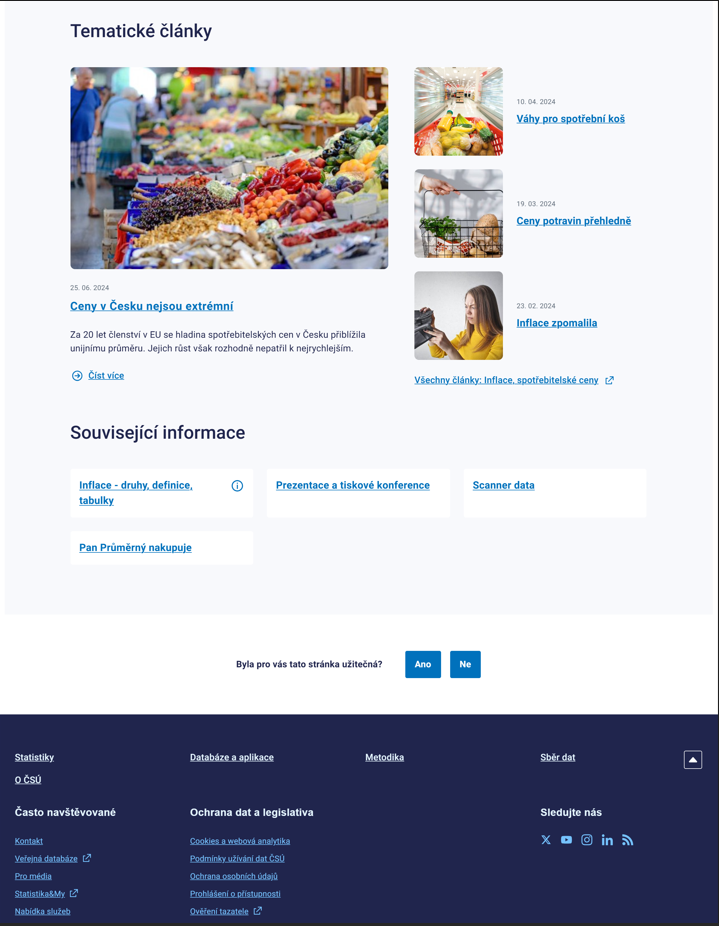 Tematické články
25. 06. 2024
Ceny v Česku nejsou extrémní
Za 20 let členství v EU se hladina spotřebitelských cen v Česku přiblížila
unijnímu průměru. Jejich růst však rozhodně nepatřil k nejrychlejším.
Číst více
10. 04. 2024
Váhy pro spotřební koš
19. 03. 2024
Ceny potravin přehledně
23. 02. 2024
Inflace zpomalila
Všechny články: Inflace, spotřebitelské ceny
Související informace
Inflace - druhy, definice,
tabulky
Prezentace a tiskové konference
Scanner data
Pan Průměrný nakupuje
Byla pro vás tato stránka užitečná?
Ano
Ne
Statistiky
Databáze a aplikace
Metodika
Sběr dat
O ČSÚ
Často navštěvované
Kontakt
Veřejná databáze
Pro média
Statistika&My
Nabídka služeb
Ochrana dat a legislativa
Cookies a webová analytika
Podmínky užívání dat ČSÚ
Ochrana osobních údajů
Prohlášení o přístupnosti
Ověření tazatele
Sledujte nás